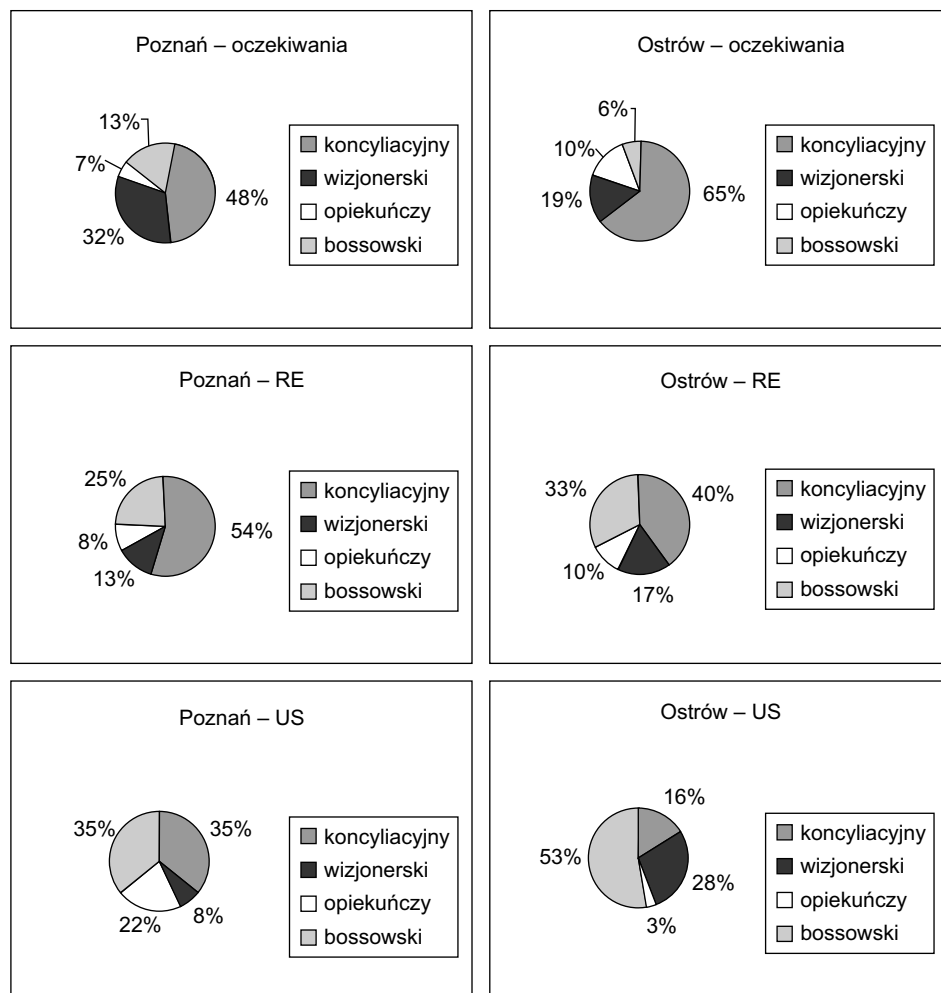 Poznań – oczekiwania
13%
7%
48%
32%
koncyliacyjny
wizjonerski
opiekuńczy
bossowski
Ostrów – oczekiwania
6%
10%
19%
65%
koncyliacyjny
wizjonerski
opiekuńczy
bossowski
Poznań – RE
25%
8%
54%
13%
koncyliacyjny
wizjonerski
opiekuńczy
bossowski
Ostrów – RE
33%
40%
10%
17%
koncyliacyjny
wizjonerski
opiekuńczy
bossowski
Poznań – US
35%
35%
22%
8%
koncyliacyjny
wizjonerski
opiekuńczy
bossowski
Ostrów – US
16%
53%
28%
3%
koncyliacyjny
wizjonerski
opiekuńczy
bossowski